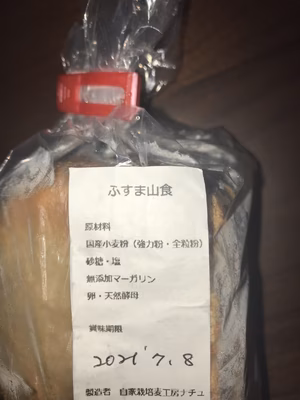 ふすま山食
原材料
国産小麦粉（強力粉・全粒粉）
砂糖・塩
無添加マーガリン
卵・天然酵母
賞味期限
2021' 7. 8
製造者 自家栽培麦工房ナチュ